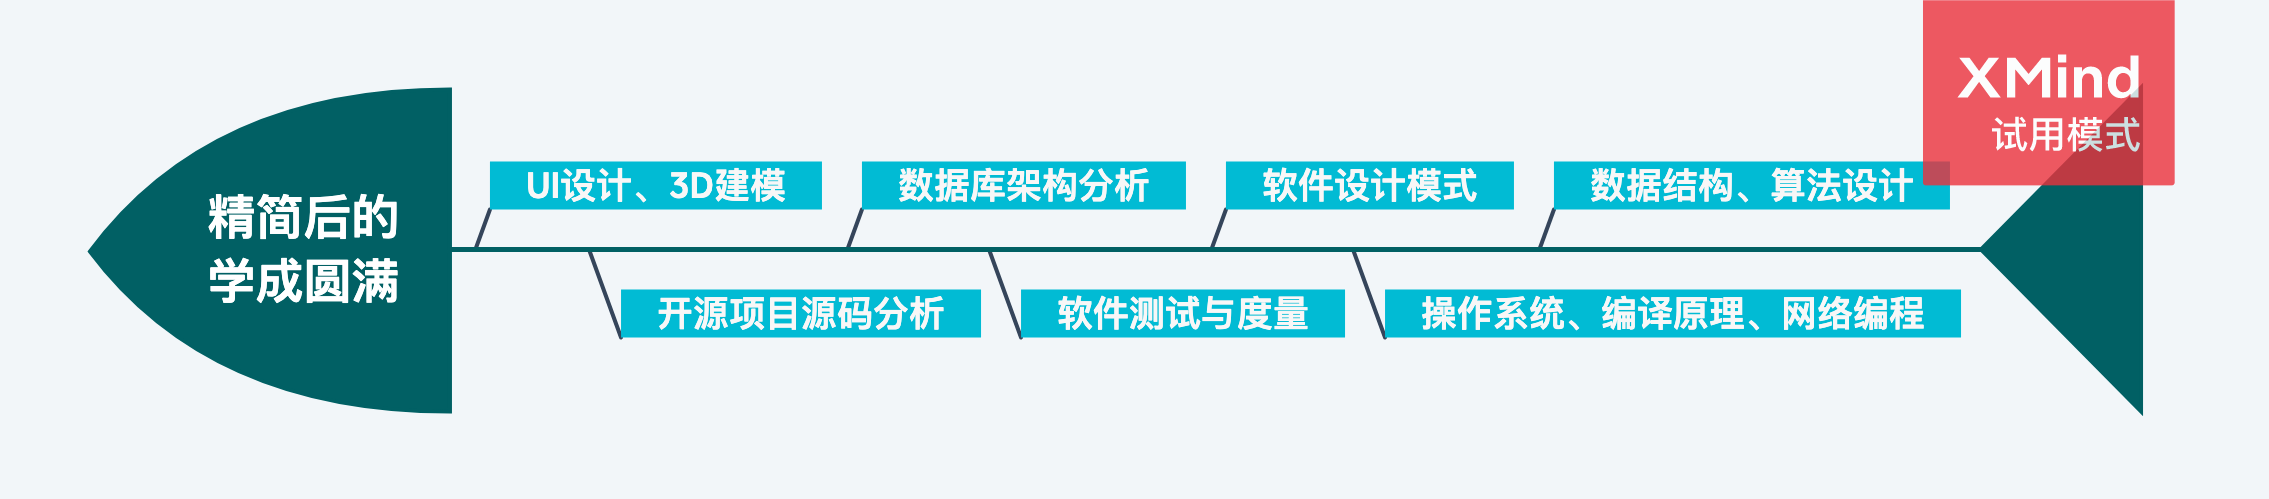 XMind
试用模式
精简后的
学成圆满
UI设计、3D建模
数据库架构分析
软件设计模式
数据结构、算法设计
开源项目源码分析
软件测试与度量
操作系统、编译原理、网络编程